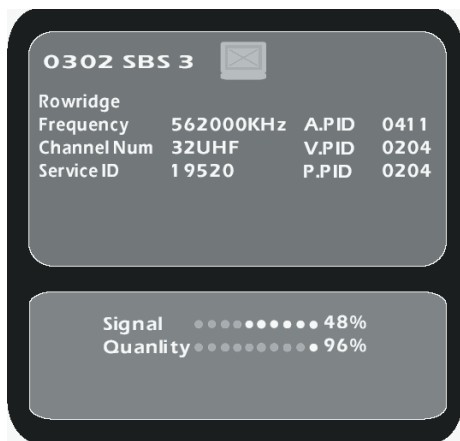 0302 SBS 3
Rowridge
Frequency 562000KHz A.PID 0411
Channel Num 32UHF V.PID 0204
Service ID 19520 P.PID 0204
Signal 48%
Quanlity 96%